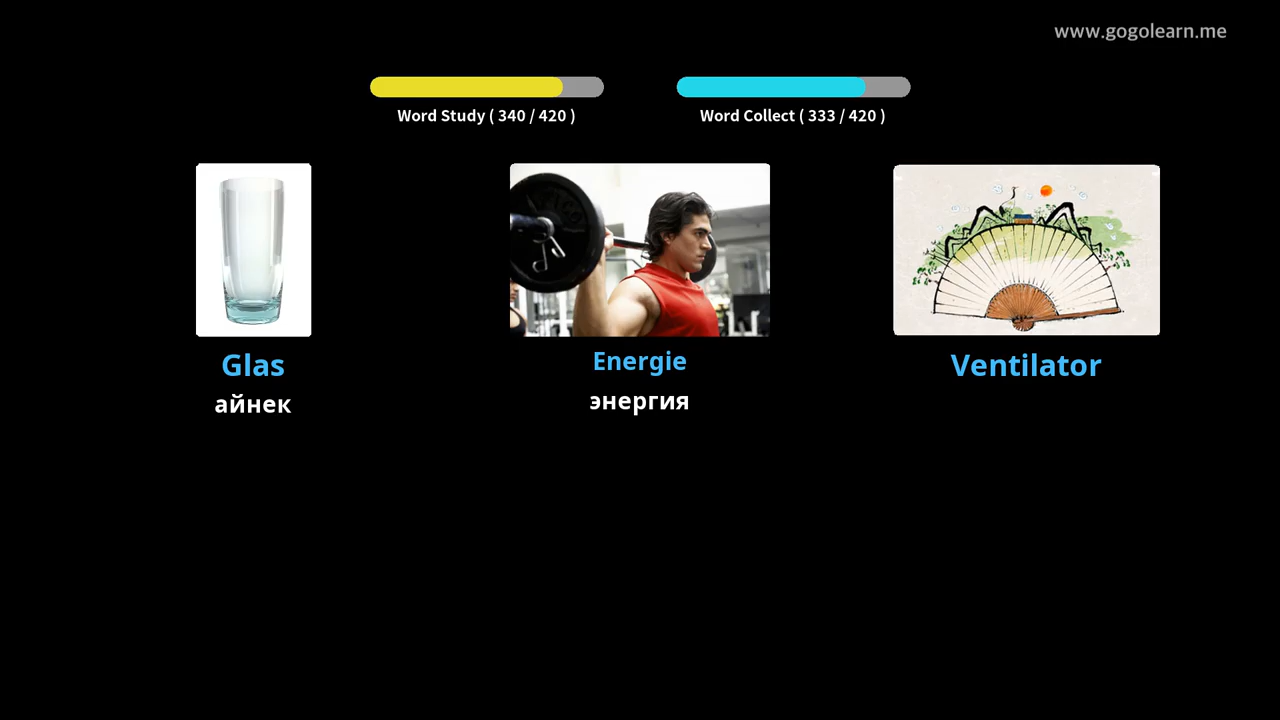 www.gogolearn.me
Word Study ( 340 / 420 )
Word Collect ( 333 / 420 )
Glas
айнек
Energie
энергия
Ventilator